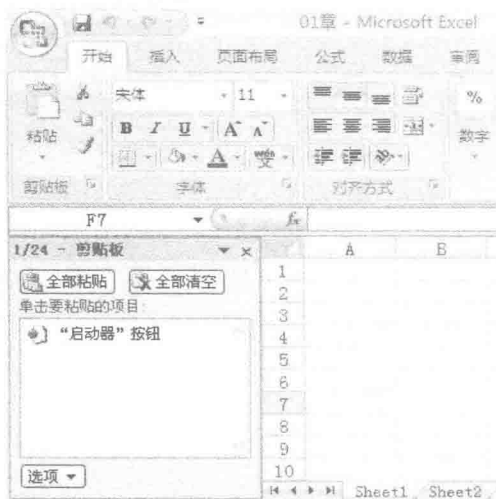 01章 - Microsoft Excel
开始 插入 页面布局 公式 数据 审阅
粘贴
宋体 11
B I U A A
A wén 变
% 数字
剪贴板 字体 对齐方式
F7 fx
1/24 - 剪贴板
全部粘贴 全部清空
单击要粘贴的项目:
“启动器”按钮
选项
A B
1
2
3
4
5
6
7
8
9
10
Sheet1 Sheet2